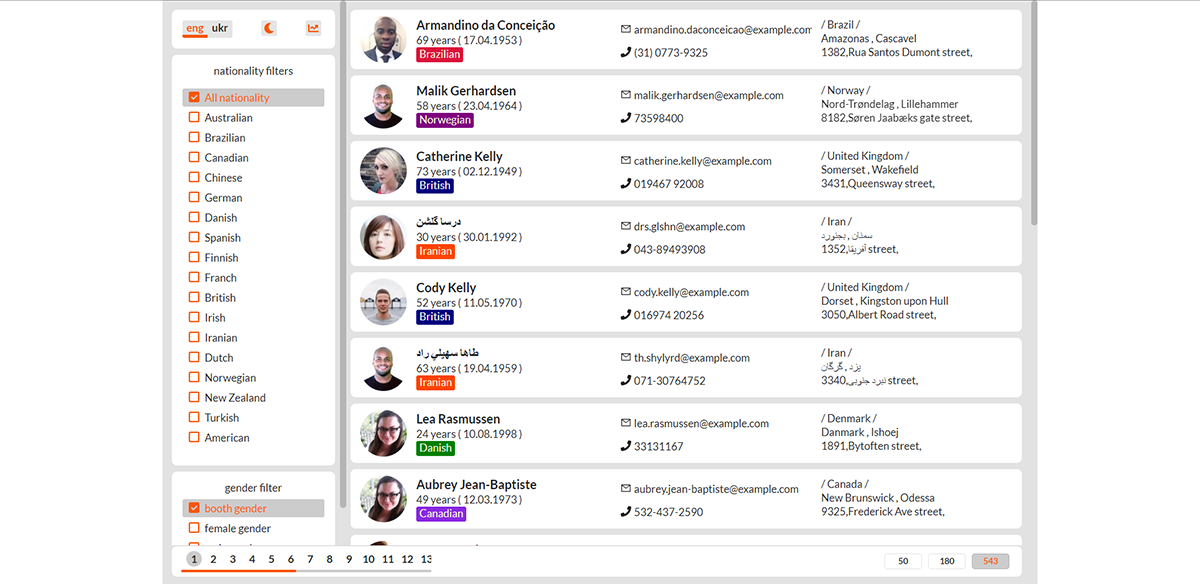 eng ukr
nationality filters
All nationality
Australian
Brazilian
Canadian
Chinese
German
Danish
Spanish
Finnish
Franch
British
Irish
Iranian
Dutch
Norwegian
New Zealand
Turkish
American
gender filter
booth gender
female gender
Armandino da Conceição
69 years ( 17.04.1953 )
Brazilian
armandino.daconceicao@example.com
(31) 0773-9325
/ Brazil /
Amazonas , Cascavel
1382,Rua Santos Dumont street,
Malik Gerhardsen
58 years ( 23.04.1964 )
Norwegian
malik.gerhardsen@example.com
73598400
/ Norway /
Nord-Trøndelag , Lillehammer
8182,Søren Jaabæks gate street,
Catherine Kelly
73 years ( 02.12.1949 )
British
catherine.kelly@example.com
019467 92008
/ United Kingdom /
Somerset , Wakefield
3431,Queensway street,
درسا گلشن
30 years ( 30.01.1992 )
Iranian
drs.glshn@example.com
043-89493908
/ Iran /
سمنان , بجنورد
1352,آفریقا street,
Cody Kelly
52 years ( 11.05.1970 )
British
cody.kelly@example.com
016974 20256
/ United Kingdom /
Dorset , Kingston upon Hull
3050,Albert Road street,
طاها سهيلي راد
63 years ( 19.04.1959 )
Iranian
th.shylyrd@example.com
071-30764752
/ Iran /
یزد , گرگان
3340,نبرد جنوبی street,
Lea Rasmussen
24 years ( 10.08.1998 )
Danish
lea.rasmussen@example.com
33131167
/ Denmark /
Danmark , Ishoej
1891,Bytoften street,
Aubrey Jean-Baptiste
49 years ( 12.03.1973 )
Canadian
aubrey.jean-baptiste@example.com
532-437-2590
/ Canada /
New Brunswick , Odessa
9325,Frederick Ave street,
1 2 3 4 5 6 7 8 9 10 11 12 13
50 180 543